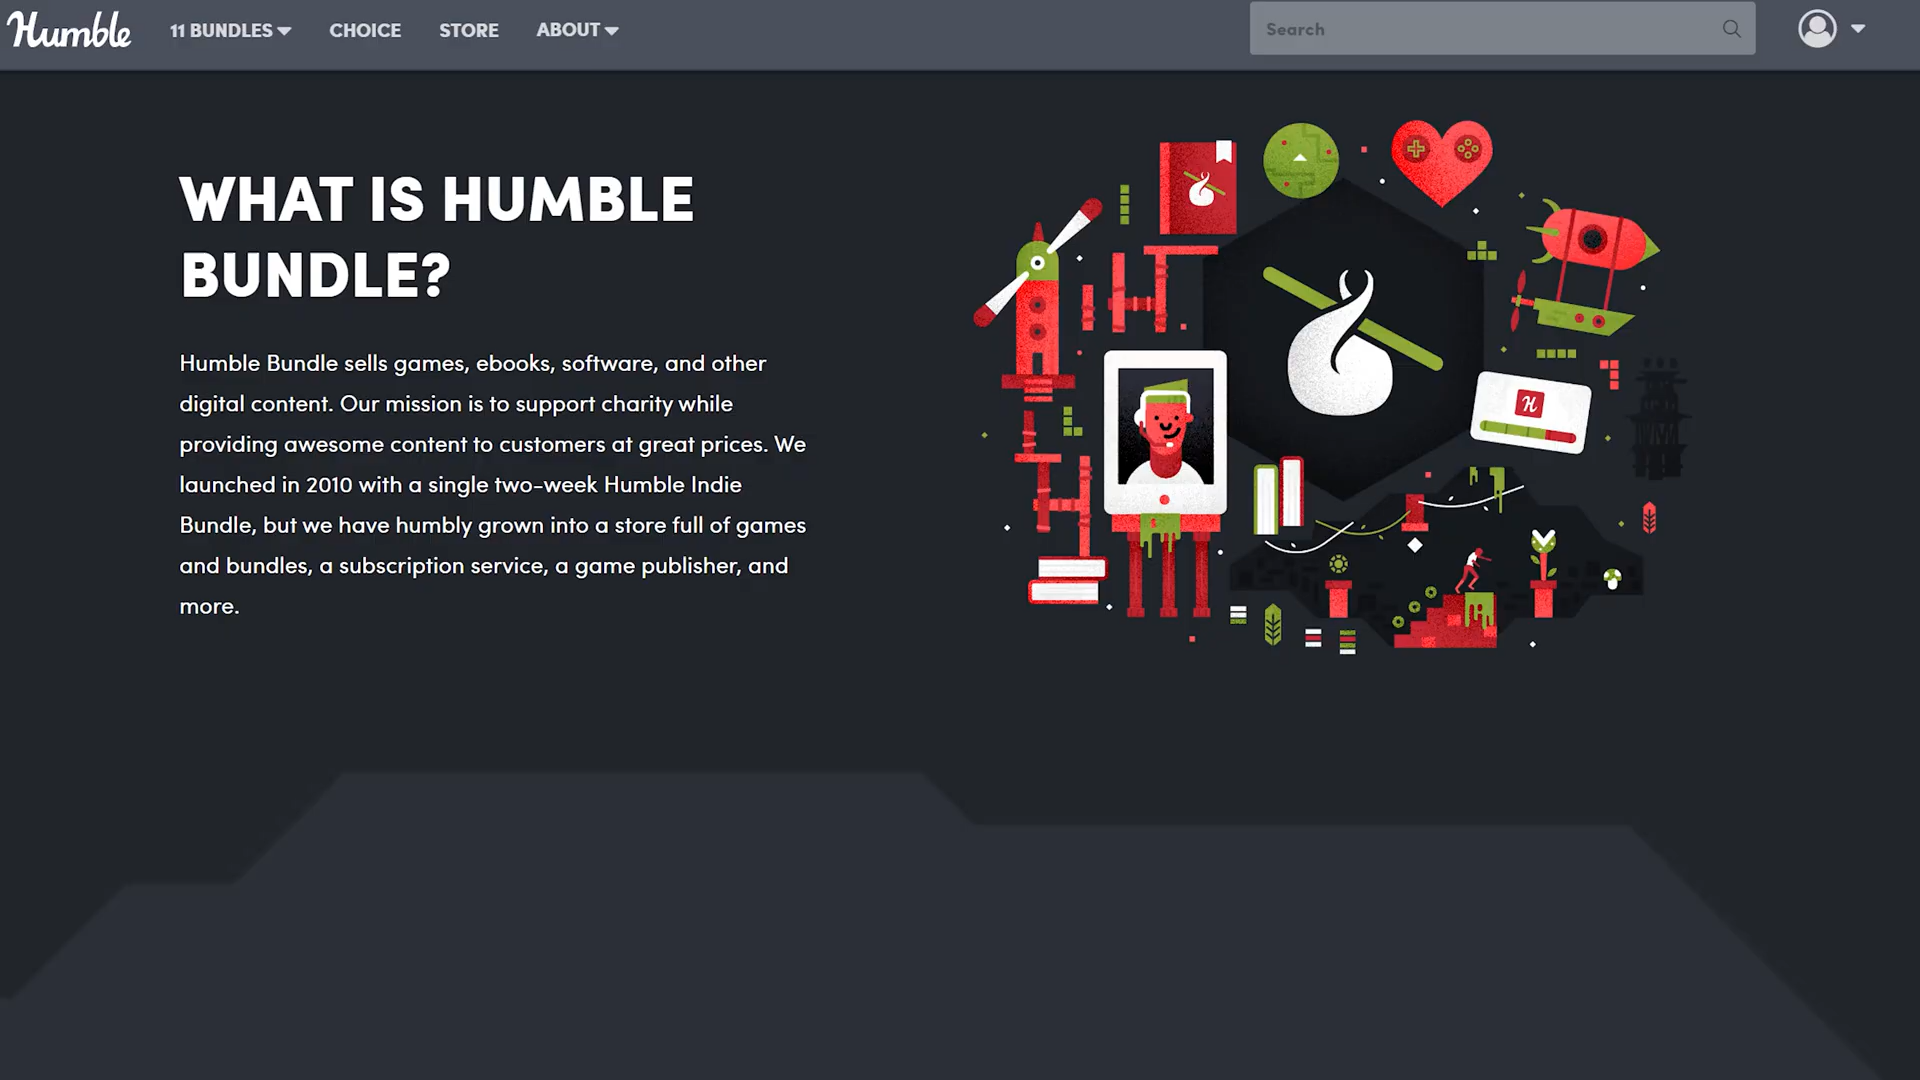 Humble
11 BUNDLES
CHOICE
STORE
ABOUT
Search
WHAT IS HUMBLE
BUNDLE?
Humble Bundle sells games, ebooks, software, and other
digital content. Our mission is to support charity while
providing awesome content to customers at great prices. We
launched in 2010 with a single two-week Humble Indie
Bundle, but we have humbly grown into a store full of games
and bundles, a subscription service, a game publisher, and
more.
H